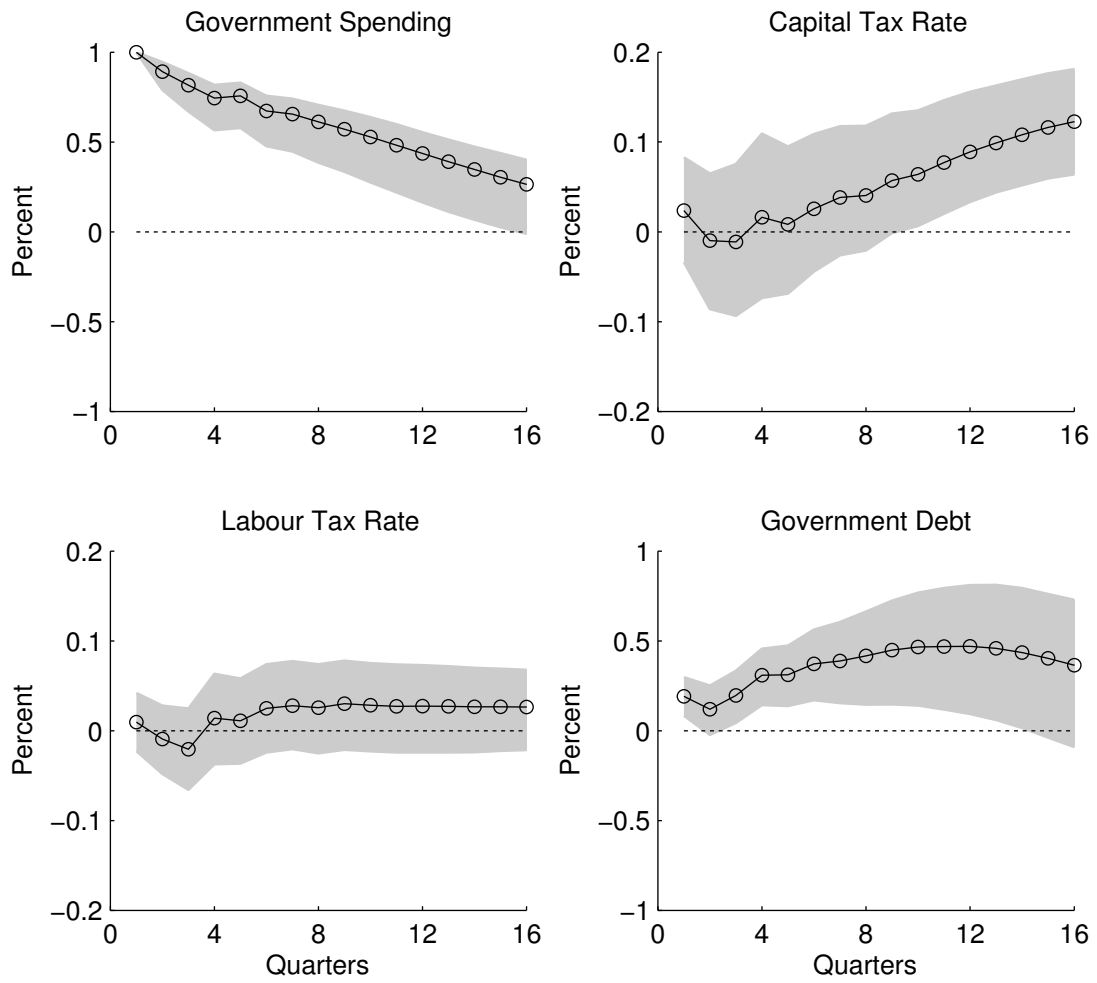 Government Spending
Percent
1
0.5
0
−0.5
−1
0 4 8 12 16
Capital Tax Rate
Percent
0.2
0.1
0
−0.1
−0.2
0 4 8 12 16
Labour Tax Rate
Percent
0.2
0.1
0
−0.1
−0.2
0 4 8 12 16
Quarters
Government Debt
Percent
1
0.5
0
−0.5
−1
0 4 8 12 16
Quarters